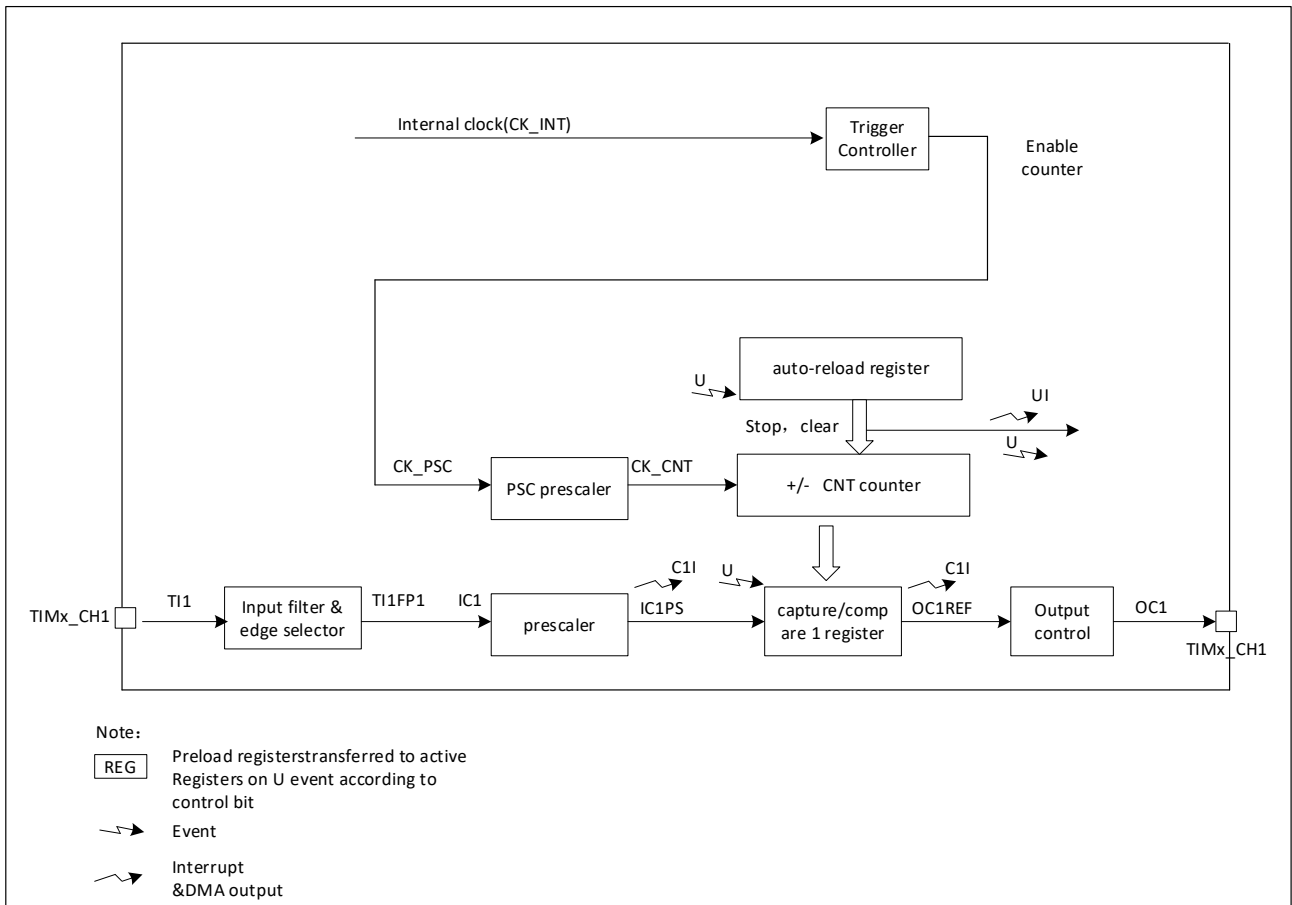 Internal clock(CK_INT)
Trigger
Controller
Enable
counter
auto-reload register
U
UI
Stop，clear
U
CK_PSC
PSC prescaler
CK_CNT
+/-   CNT counter
TIMx_CH1
TI1
Input filter &
edge selector
TI1FP1
IC1
prescaler
C1I
IC1PS
U
capture/comp
are 1 register
C1I
OC1REF
Output
control
OC1
TIMx_CH1
Note：
REG
Preload registerstransferred to active
Registers on U event according to
control bit
Event
Interrupt
&DMA output